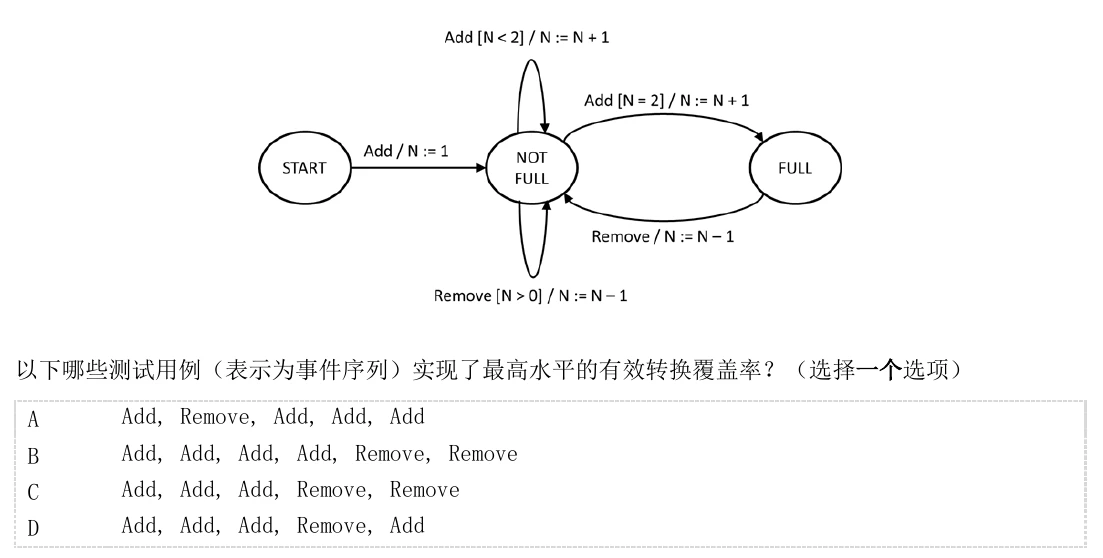 Add [N < 2] / N := N + 1
Add [N = 2] / N := N + 1
Add / N := 1
START
NOT
FULL
FULL
Remove / N := N – 1
Remove [N > 0] / N := N – 1
以下哪些测试用例（表示为事件序列）实现了最高水平的有效转换覆盖率？（选择一个选项）
A Add, Remove, Add, Add, Add
B Add, Add, Add, Add, Remove, Remove
C Add, Add, Add, Remove, Remove
D Add, Add, Add, Remove, Add